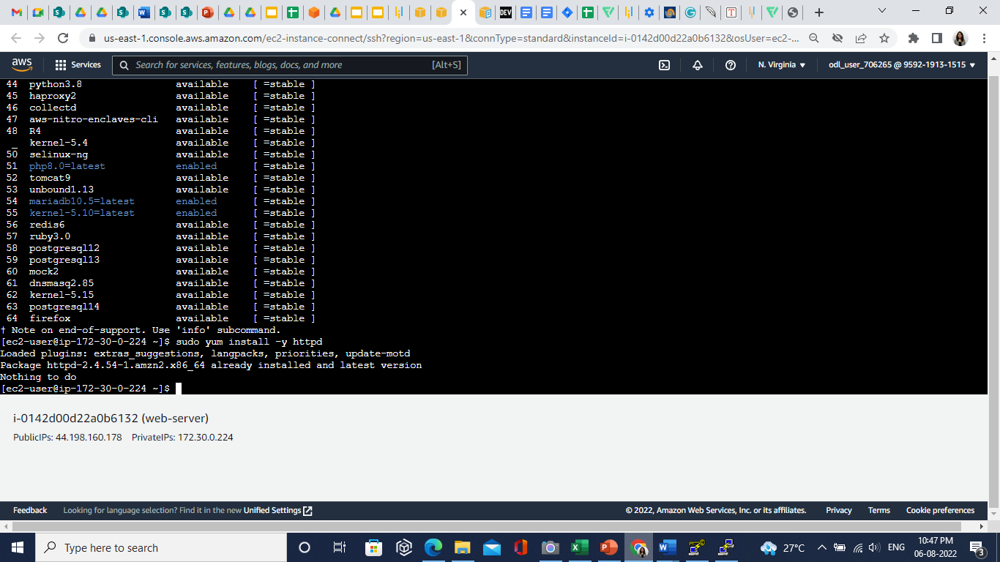 us-east-1.console.aws.amazon.com/ec2-instance-connect/ssh?region=us-east-1&connType=standard&instanceId=i-0142d00d22a0b6132&osUser=ec2-...
aws Services Search for services, features, blogs, docs, and more [Alt+S] N. Virginia ▼ odl_user_706265 @ 9592-1913-1515 ▼
44 python3.8 available [ =stable ]
45 haproxy2 available [ =stable ]
46 collectd available [ =stable ]
47 aws-nitro-enclaves-cli available [ =stable ]
48 R4 available [ =stable ]
_ kernel-5.4 available [ =stable ]
50 selinux-ng available [ =stable ]
51 php8.0=latest enabled [ =stable ]
52 tomcat9 available [ =stable ]
53 unbound1.13 available [ =stable ]
54 mariadb10.5=latest enabled [ =stable ]
55 kernel-5.10=latest enabled [ =stable ]
56 redis6 available [ =stable ]
57 ruby3.0 available [ =stable ]
58 postgresql12 available [ =stable ]
59 postgresql13 available [ =stable ]
60 mock2 available [ =stable ]
61 dnsmasq2.85 available [ =stable ]
62 kernel-5.15 available [ =stable ]
63 postgresql14 available [ =stable ]
64 firefox available [ =stable ]
† Note on end-of-support. Use 'info' subcommand.
[ec2-user@ip-172-30-0-224 ~]$ sudo yum install -y httpd
Loaded plugins: extras_suggestions, langpacks, priorities, update-motd
Package httpd-2.4.54-1.amzn2.x86_64 already installed and latest version
Nothing to do
[ec2-user@ip-172-30-0-224 ~]$
i-0142d00d22a0b6132 (web-server)
PublicIPs: 44.198.160.178 PrivateIPs: 172.30.0.224
Feedback Looking for language selection? Find it in the new Unified Settings © 2022, Amazon Web Services, Inc. or its affiliates. Privacy Terms Cookie preferences
Type here to search 27°C ENG 10:47 PM
06-08-2022 3